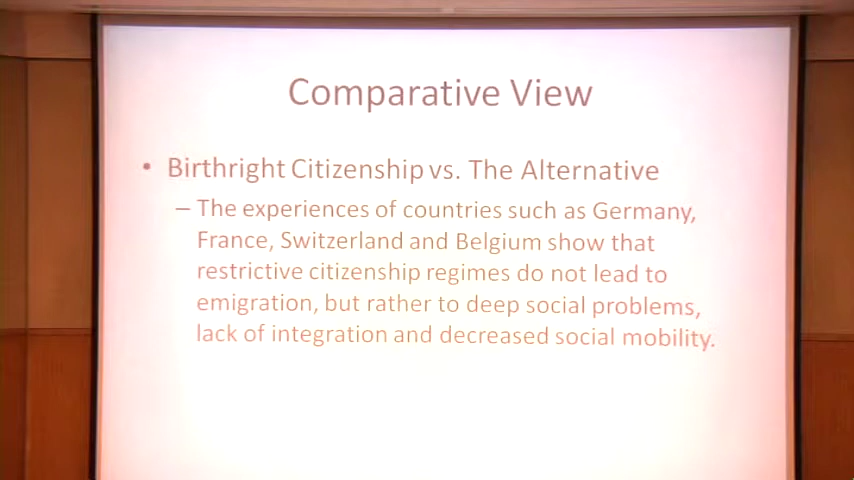 Comparative View
• Birthright Citizenship vs. The Alternative
– The experiences of countries such as Germany,
France, Switzerland and Belgium show that
restrictive citizenship regimes do not lead to
emigration, but rather to deep social problems,
lack of integration and decreased social mobility.